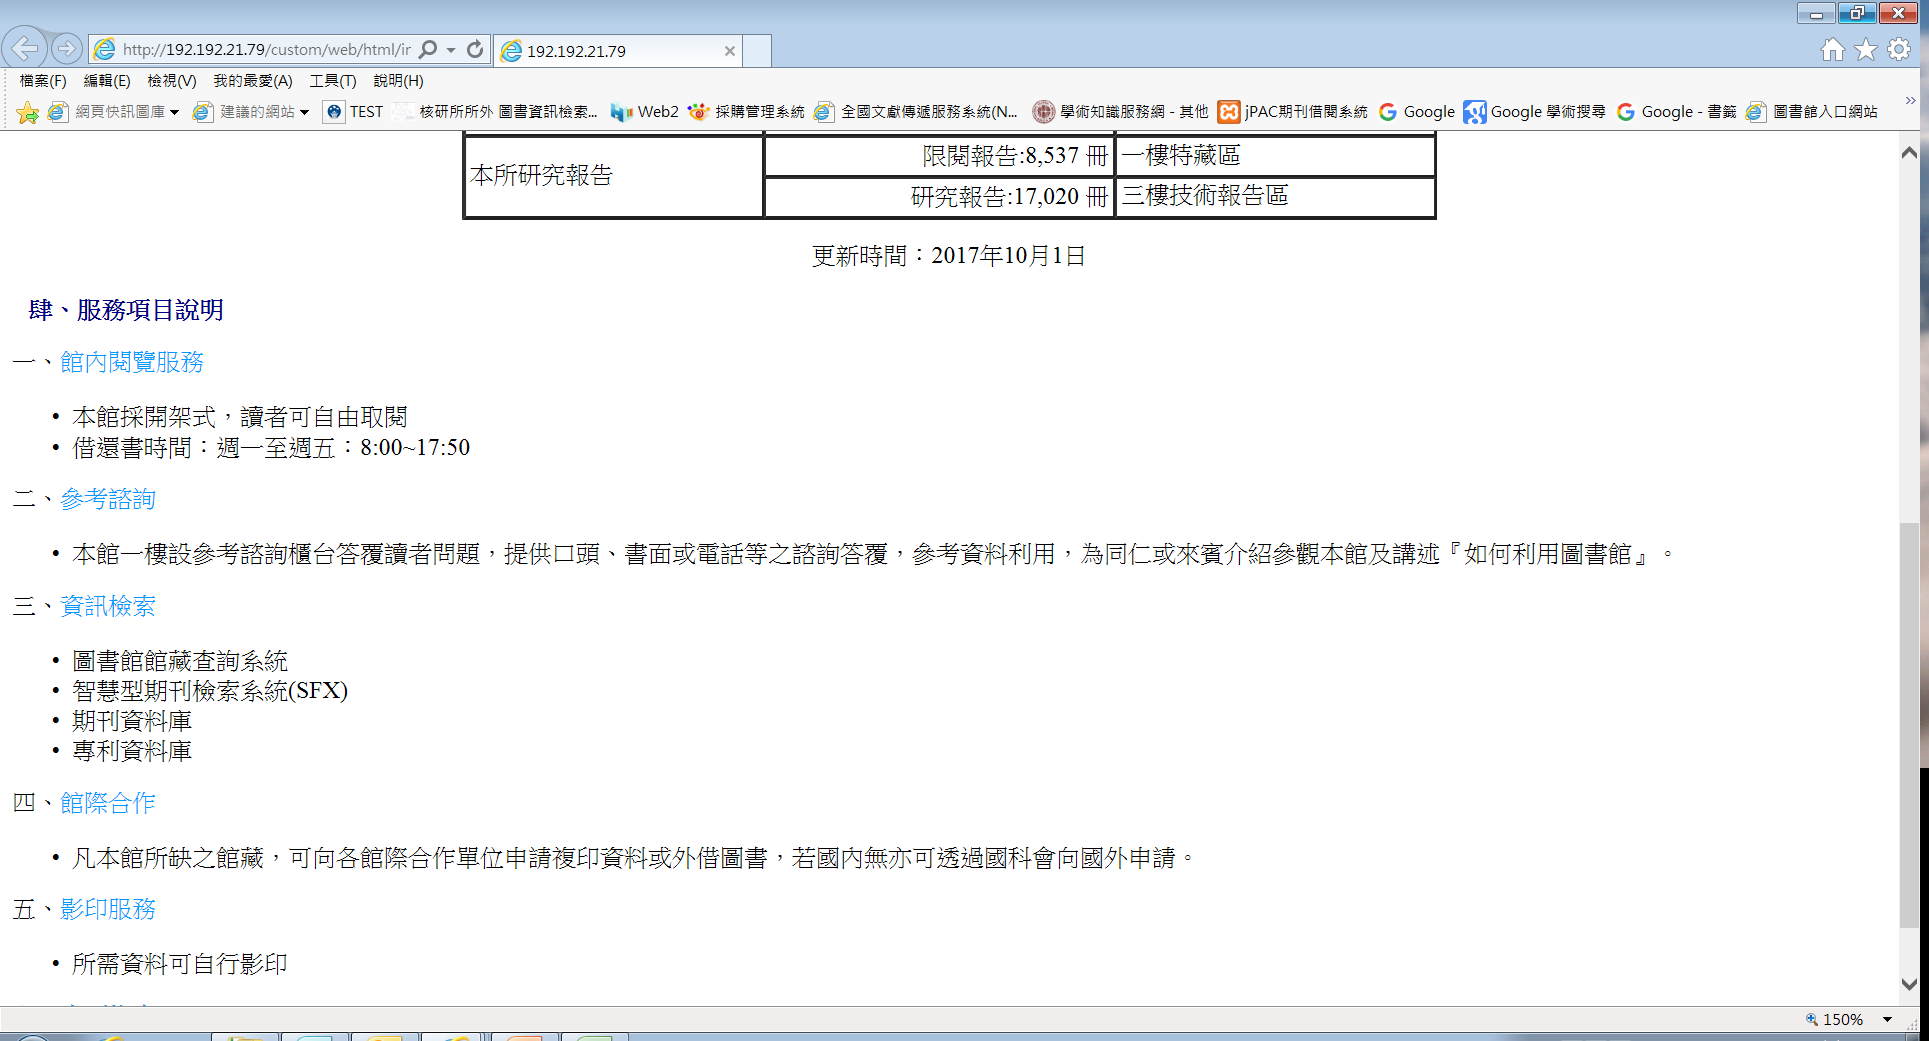 http://192.192.21.79/custom/web/html/ir
192.192.21.79
檔案(F) 編輯(E) 檢視(V) 我的最愛(A) 工具(T) 說明(H)
網頁快訊圖庫 建議的網站 TEST 核研所所外 圖書資訊檢索... Web2 採購管理系統 全國文獻傳遞服務系統(N... 學術知識服務網 - 其他 jPAC期刊借閱系統 Google Google 學術搜尋 Google - 書籤 圖書館入口網站
本所研究報告
限閱報告:8,537 冊 一樓特藏區
研究報告:17,020 冊 三樓技術報告區
更新時間：2017年10月1日
肆、服務項目說明
一、館內閱覽服務
• 本館採開架式，讀者可自由取閱
• 借還書時間：週一至週五：8:00~17:50
二、參考諮詢
• 本館一樓設參考諮詢櫃台答覆讀者問題，提供口頭、書面或電話等之諮詢答覆，參考資料利用，為同仁或來賓介紹參觀本館及講述『如何利用圖書館』。
三、資訊檢索
• 圖書館館藏查詢系統
• 智慧型期刊檢索系統(SFX)
• 期刊資料庫
• 專利資料庫
四、館際合作
• 凡本館所缺之館藏，可向各館際合作單位申請複印資料或外借圖書，若國內無亦可透過國科會向國外申請。
五、影印服務
• 所需資料可自行影印
150%